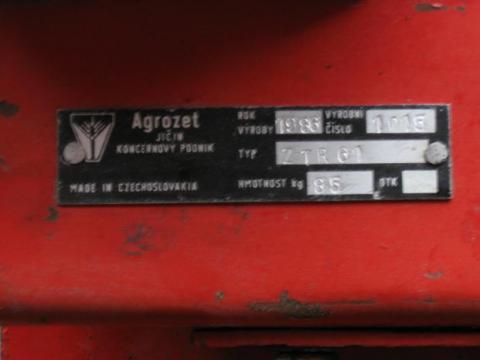 Agrozet
JIČÍN
KONCERNOVÝ PODNIK
MADE IN CZECHOSLOVAKIA
ROK VÝROBY 1986 VÝROBNÍ ČÍSLO
TYP
HMOTNOST kg 85 OTK